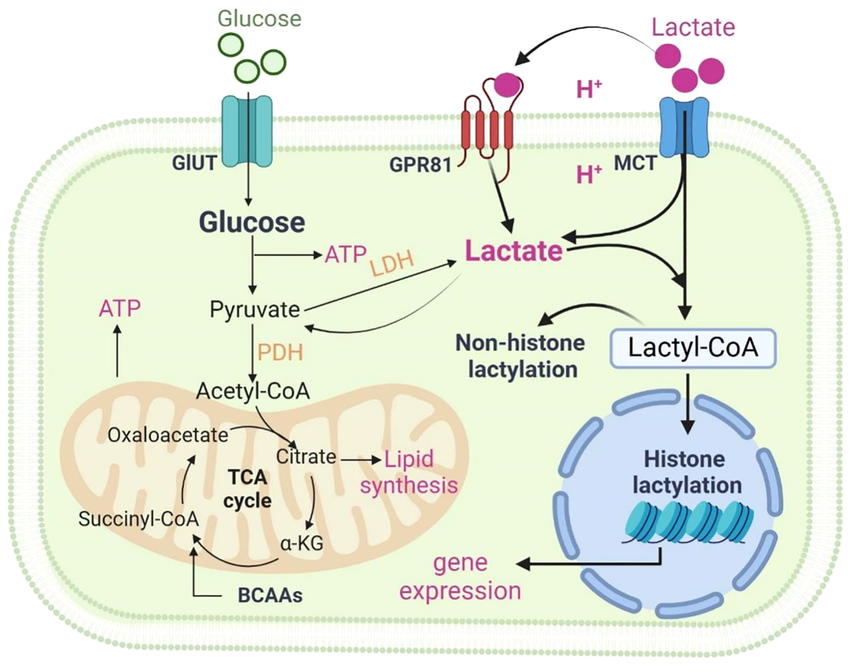 Glucose
Lactate
H+
GlUT
GPR81
H+
MCT
Glucose
ATP
LDH
Lactate
ATP
Pyruvate
PDH
Non-histone
lactylation
Lactyl-CoA
Acetyl-CoA
Oxaloacetate
Citrate
Lipid
synthesis
TCA
cycle
Histone
lactylation
Succinyl-CoA
α-KG
BCAAs
gene
expression